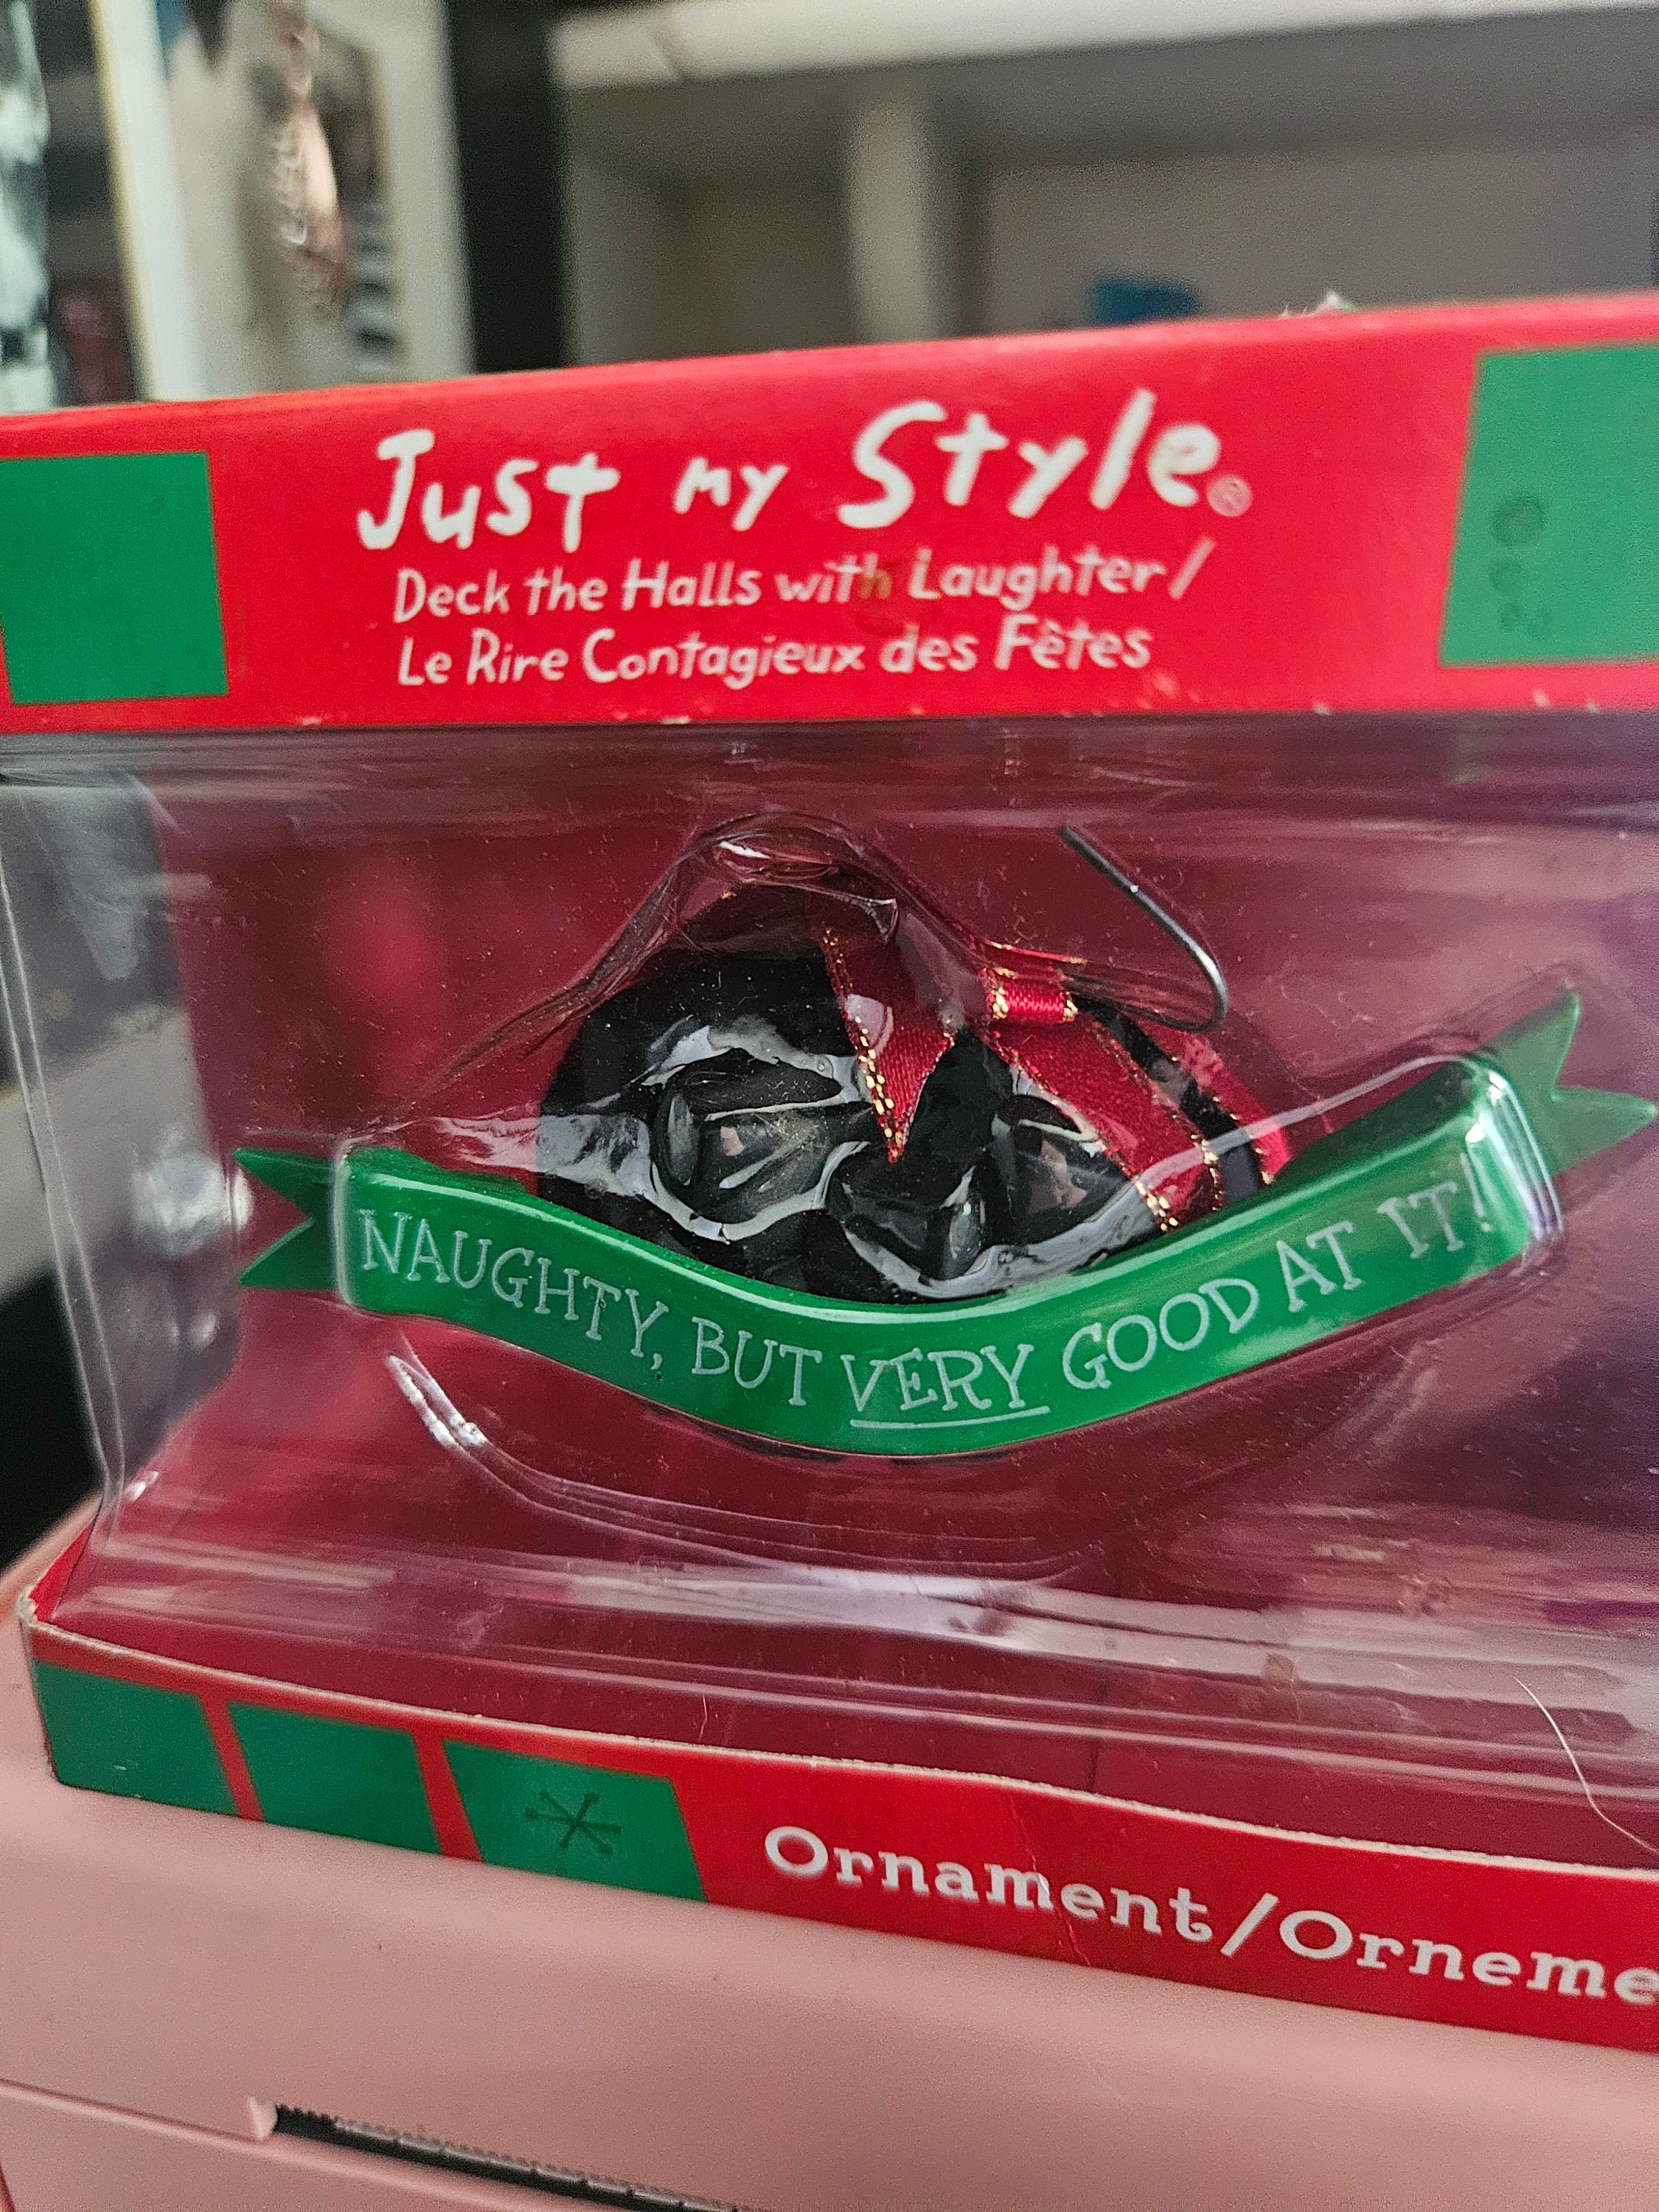 Just my Style®
Deck the Halls with Laughter/
Le Rire Contagieux des Fêtes
NAUGHTY, BUT VERY GOOD AT IT!
Ornament/Orneme